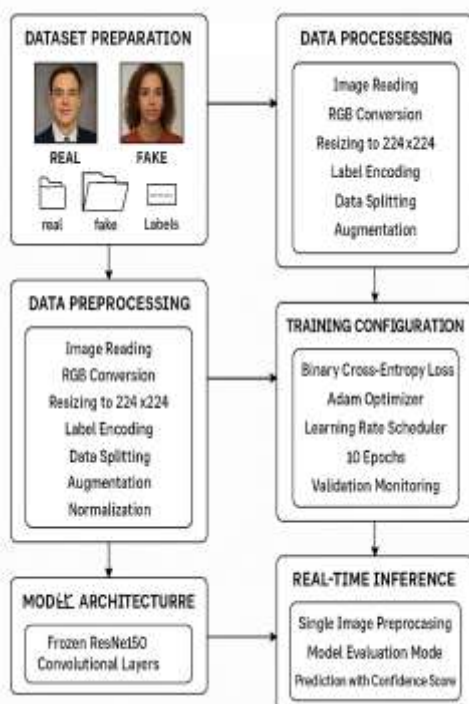 DATASET PREPARATION
REAL
FAKE
real
fake
Labels
DATA PROCESSESSING
Image Reading
RGB Conversion
Resizing to 224x224
Label Encoding
Data Splitting
Augmentation
DATA PREPROCESSING
Image Reading
RGB Conversion
Resizing to 224x224
Label Encoding
Data Splitting
Augmentation
Normalization
TRAINING CONFIGURATION
Binary Cross-Entropy Loss
Adam Optimizer
Learning Rate Scheduler
10 Epochs
Validation Monitoring
ARCHITECTURRE
Frozen ResNe150
Convolutional Layers
REAL-TIME INFERENCE
Single Image Preprocasing
Model Evaluation Mode
Prediction with Confidence Score